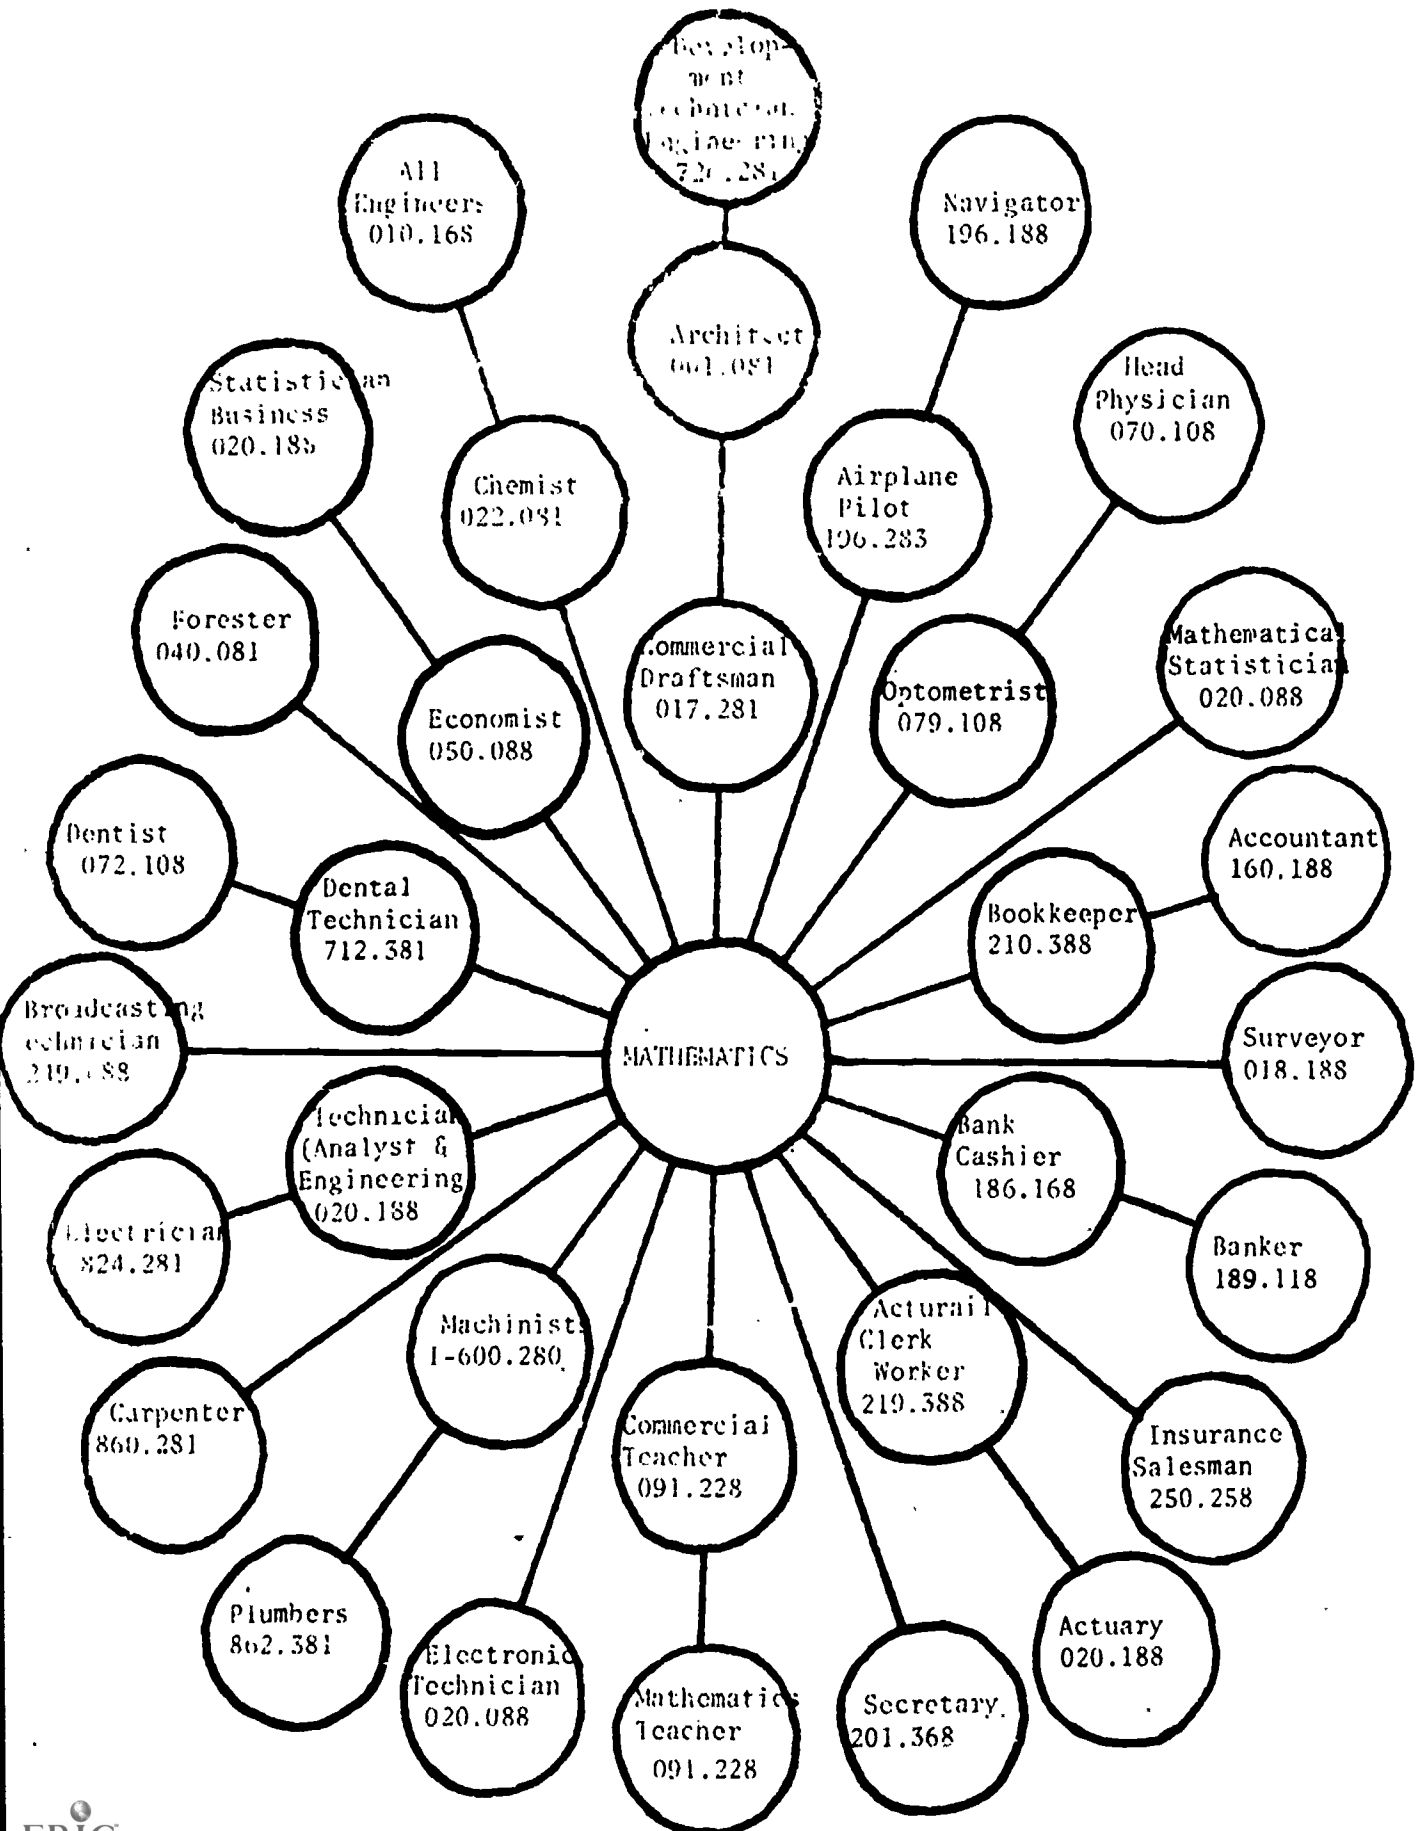 ment
All
Engineers
010.168
Navigator
196.188
Architect
Head
Physician
070.108
Statistician
Business
Chemist
022.081
Airplane
Pilot
196.283
Forester
040.081
Commercial
Draftsman
017.281
Optometrist
079.108
Mathematical
Statistician
020.088
Economist
050.088
Dentist
072.108
Dental
Technician
712.381
Bookkeeper
210.388
Accountant
160.188
Broadcasting
MATHEMATICS
Surveyor
018.188
Technician
(Analyst &
Engineering
020.188
Bank
Cashier
186.168
Electrician
824.281
Banker
189.118
Machinists
I-600.280
Acturail
Clerk
Worker
219.388
Carpenter
860.281
Commercial
Teacher
091.228
Insurance
Salesman
250.258
Plumbers
862.381
Electronic
Technician
020.088
Mathematics
Teacher
091.228
Secretary
201.368
Actuary
020.188
ERIC